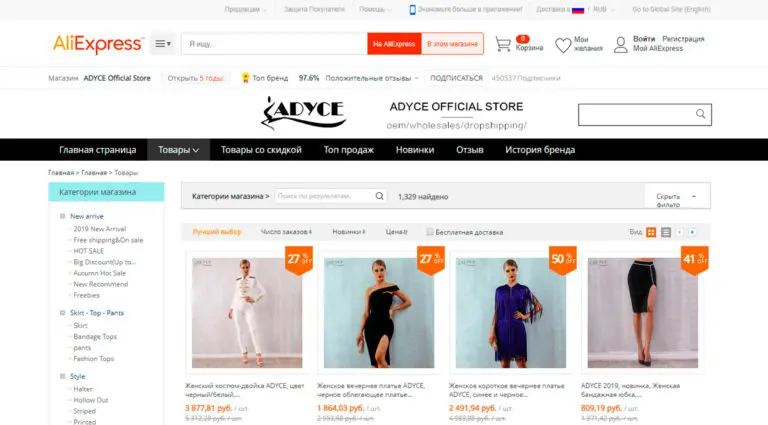 Продавцам Защита Покупателя Помощь Экономьте больше в приложении! Доставка в / RUB Go to Global Site (English)
AliExpress Я ищу... На AliExpress В этом магазине 0 Корзина Мои желания Войти Регистрация Мой AliExpress
Магазин ADYCE Official Store Открыть 5 годы Топ бренд 97.6% Положительные отзывы ПОДПИСАТЬСЯ 450537 Подписчики
ADYCE ADYCE OFFICIAL STORE
oem/wholesales/dropshipping/
Главная страница Товары Товары со скидкой Топ продаж Новинки Отзыв История бренда
Главная > Главная > Товары
Категории магазина
New arrive
2019 New Arrival
Free shipping&On sale
HOT SALE
Big Discount(Up to...
Autumn Hot Sale
New Recommend
Freebies
Skirt - Top - Pants
Skirt
Bandage Tops
pants
Fashion Tops
Style
Halter
Hollow Out
Striped
Printed
Категории магазина > Поиск по результатам. 1,329 найдено Скрыть фильтр
Лучший выбор Число заказов Новинки Цена Бесплатная доставка Вид
ADYCE 27 % OFF ADYCE 27 % OFF ADYCE 50 % OFF ADYCE 41 % OFF
Женский костюм-двойка ADYCE, цвет черный/белый,...
3 877,81 руб. / шт.
5 312,28 руб. / шт.
Женское вечернее платье ADYCE, черное облегающее платье...
1 864,03 руб. / шт.
2 553,68 руб. / шт.
Женское короткое вечернее платье ADYCE, синее и черное...
2 491,94 руб. / шт.
4 983,88 руб. / шт.
ADYCE 2019, новинка, Женская бандажная юбка,...
809,19 руб. / шт.
1 371,42 руб. / шт.